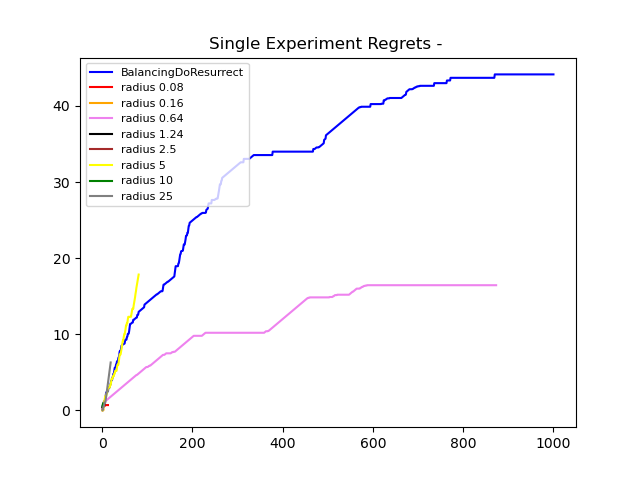 Single Experiment Regrets -
BalancingDoResurrect
radius 0.08
radius 0.16
radius 0.64
radius 1.24
radius 2.5
radius 5
radius 10
radius 25
40
30
20
10
0
0 200 400 600 800 1000